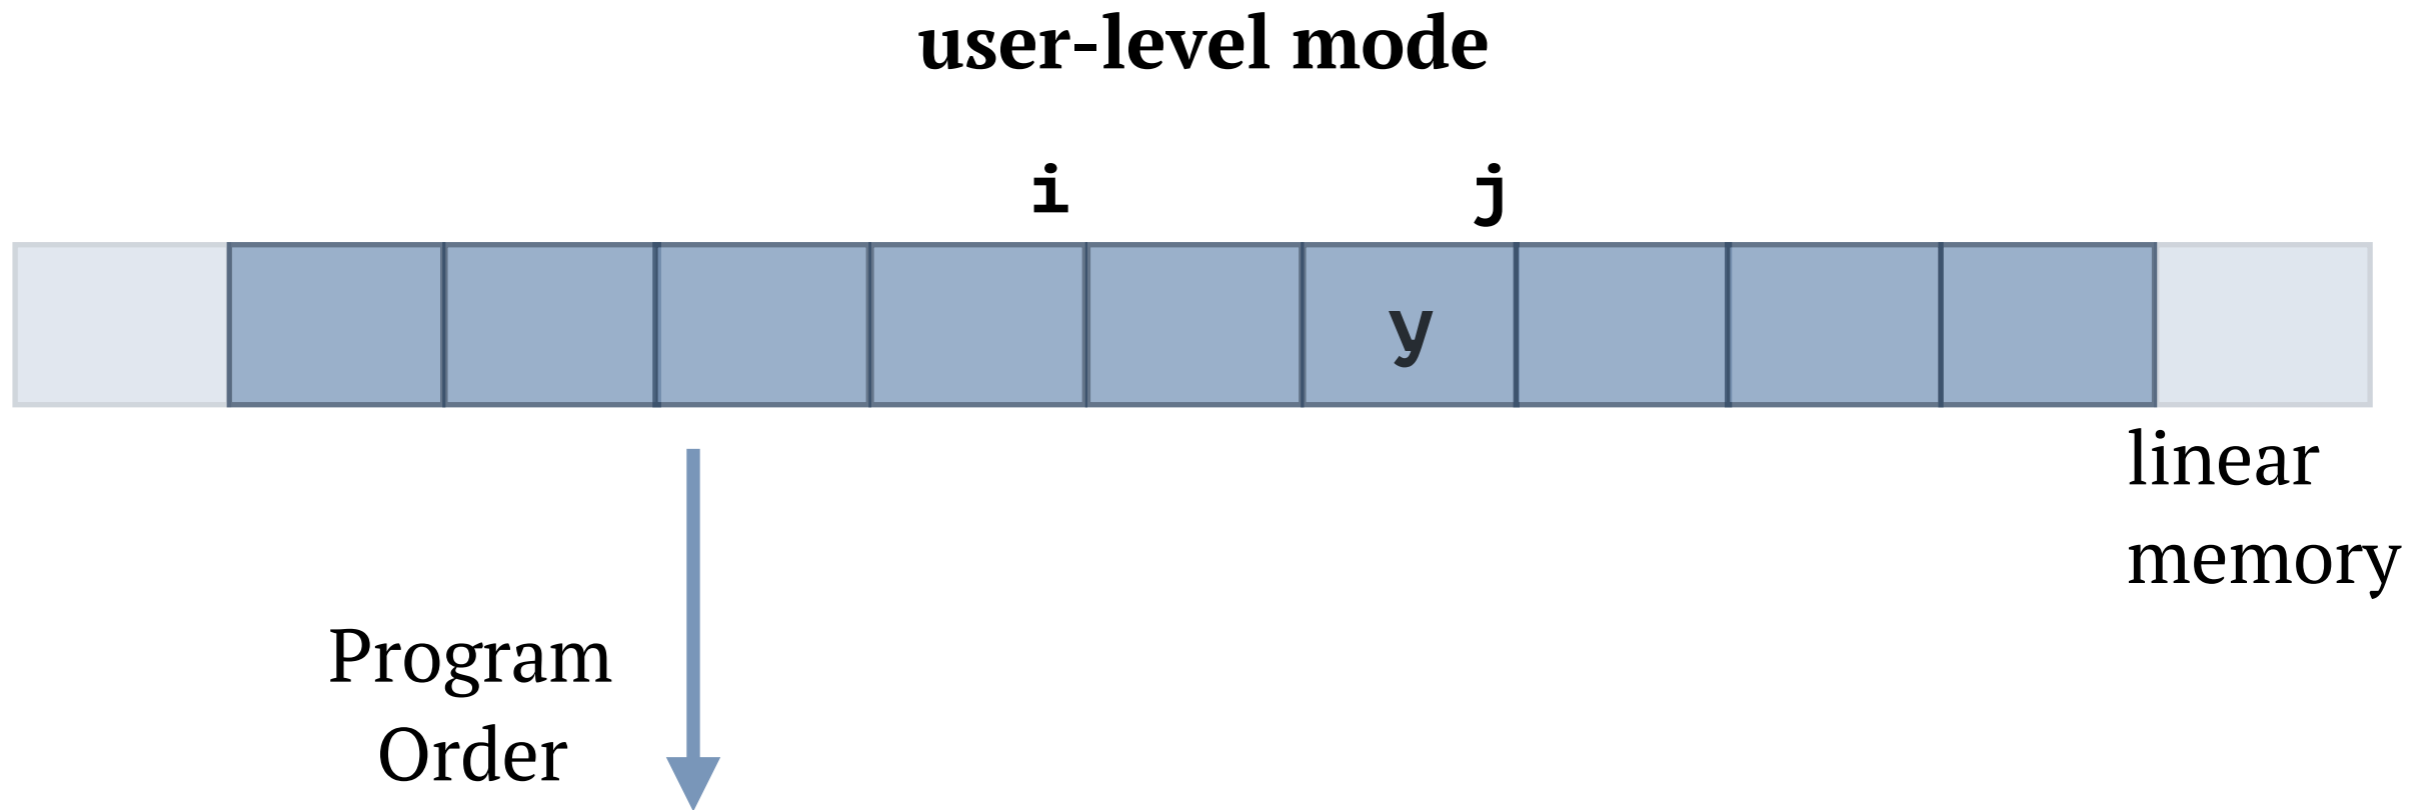 user-level mode
i j
y
linear
memory
Program
Order